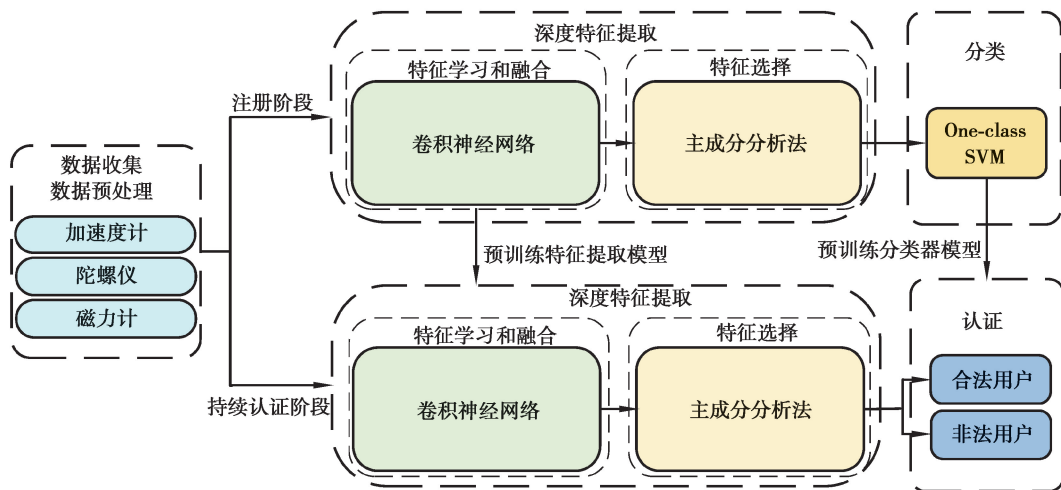 深度特征提取
特征学习和融合
特征选择
分类
注册阶段
卷积神经网络
主成分分析法
One-class
SVM
数据收集
数据预处理
加速度计
陀螺仪
磁力计
预训练特征提取模型
预训练分类器模型
深度特征提取
特征学习和融合
特征选择
认证
持续认证阶段
卷积神经网络
主成分分析法
合法用户
非法用户